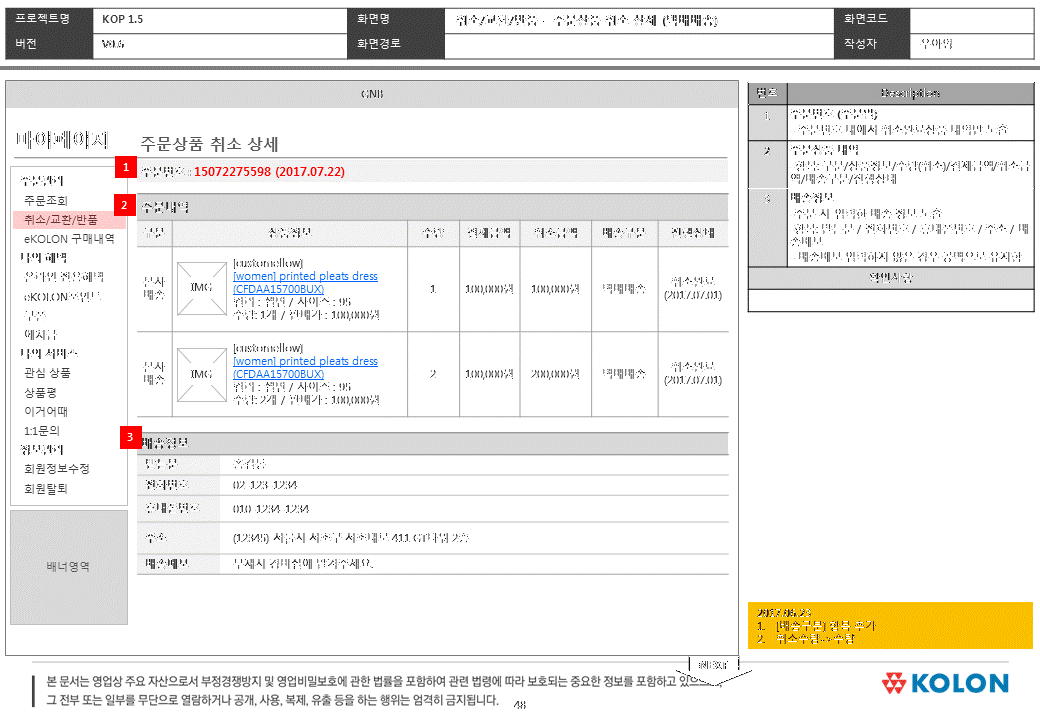 프로젝트명 KOP 1.5 화면명 취소/교환/반품 - 주문상품 취소 상세 (택배배송) 화면코드
버전 화면경로 작성자 우아영
GNB
마이페이지
주문관리
주문조회
취소/교환/반품
eKOLON 구매내역
나의 혜택
온라인 전용혜택
eKOLON포인트
쿠폰
예치금
나의 서비스
관심 상품
상품평
이거어때
1:1문의
정보관리
회원정보수정
회원탈퇴
배너영역
주문상품 취소 상세
1 주문번호 : 15072275598 (2017.07.22)
2 주문내역
구분 상품정보 수량 결제금액 취소금액 배송구분 진행상태
본사
배송
IMG
[customellow]
[women] printed pleats dress
(CFDAA15700BUX)
컬러 : 블랙 / 사이즈 : 95
수량: 1개 / 판매가 : 100,000원
1 100,000원 100,000원 택배배송 취소완료
(2017.07.01)
본사
배송
IMG
[customellow]
[women] printed pleats dress
(CFDAA15700BUX)
컬러 : 블랙 / 사이즈 : 95
수량: 2개 / 판매가 : 100,000원
2 100,000원 200,000원 택배배송 취소완료
(2017.07.01)
3 배송정보
받는 분 홍길동
전화번호 02-123-1234
휴대폰번호 010-1234-1234
주소 (12345) 서울시 서초구 서초대로 411 GT타워 2층
배송메모 부재시 경비실에 맡겨주세요.
번호 Description
1 주문번호 (주문일)
- 주문번호 내에서 취소완료상품 내역만 노출
2 주문상품 내역
-항목: 구분/상품정보/수량(취소)/결제금액/취소금
액/배송구분/진행상태
3 배송정보
- 주문 시 입력한 배송 정보 노출
-항목: 받는 분 / 전화번호 / 휴대폰번호 / 주소 / 배
송메모
- 배송메모 입력하지 않은 경우 공백으로 유지함
확인사항
1. [배송구분] 항목 추가
2. 취소수량->수량
NEXT
본 문서는 영업상 주요 자산으로서 부정경쟁방지 및 영업비밀보호에 관한 법률을 포함하여 관련 법령에 따라 보호되는 중요한 정보를 포함하고 있으므로,
그 전부 또는 일부를 무단으로 열람하거나 공개, 사용, 복제, 유출 등을 하는 행위는 엄격히 금지됩니다.
48
KOLON